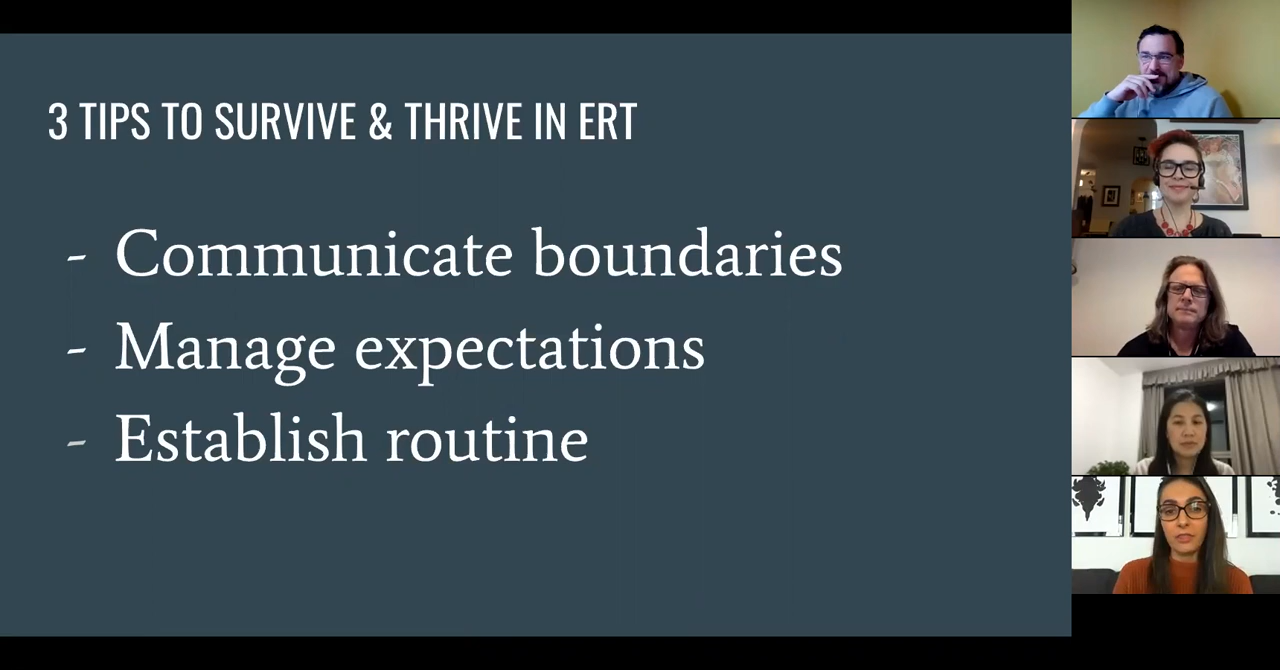 3 TIPS TO SURVIVE & THRIVE IN ERT
- Communicate boundaries
- Manage expectations
- Establish routine